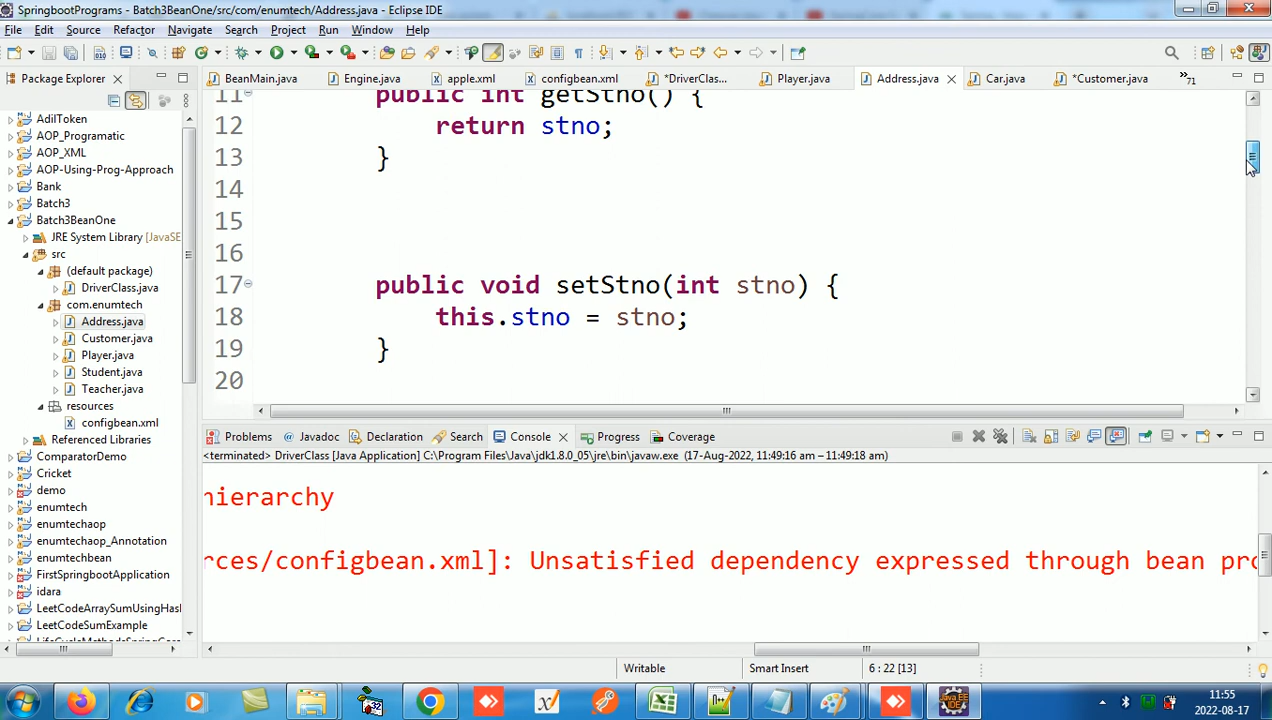 SpringbootPrograms - Batch3BeanOne/src/com/enumtech/Address.java - Eclipse IDE
File Edit Source Refactor Navigate Search Project Run Window Help
Package Explorer
BeanMain.java Engine.java apple.xml configbean.xml *DriverClas... Player.java Address.java Car.java *Customer.java »71
AdilToken
AOP_Programatic
AOP_XML
AOP-Using-Prog-Approach
Bank
Batch3
Batch3BeanOne
JRE System Library [JavaSE
src
(default package)
DriverClass.java
com.enumtech
Address.java
Customer.java
Player.java
Student.java
Teacher.java
resources
configbean.xml
Referenced Libraries
ComparatorDemo
Cricket
demo
enumtech
enumtechaop
enumtechaop_Annotation
enumtechbean
FirstSpringbootApplication
idara
LeetCodeArraySumUsingHasl
LeetCodeSumExample
11 public int getStno() {
12 return stno;
13 }
14
15
16
17 public void setStno(int stno) {
18 this.stno = stno;
19 }
20
Problems Javadoc Declaration Search Console Progress Coverage
<terminated> DriverClass [Java Application] C:\Program Files\Java\jdk1.8.0_05\jre\bin\javaw.exe (17-Aug-2022, 11:49:16 am – 11:49:18 am)
hierarchy
rces/configbean.xml]: Unsatisfied dependency expressed through bean pro
Writable Smart Insert 6 : 22 [13]
11:55
2022-08-17